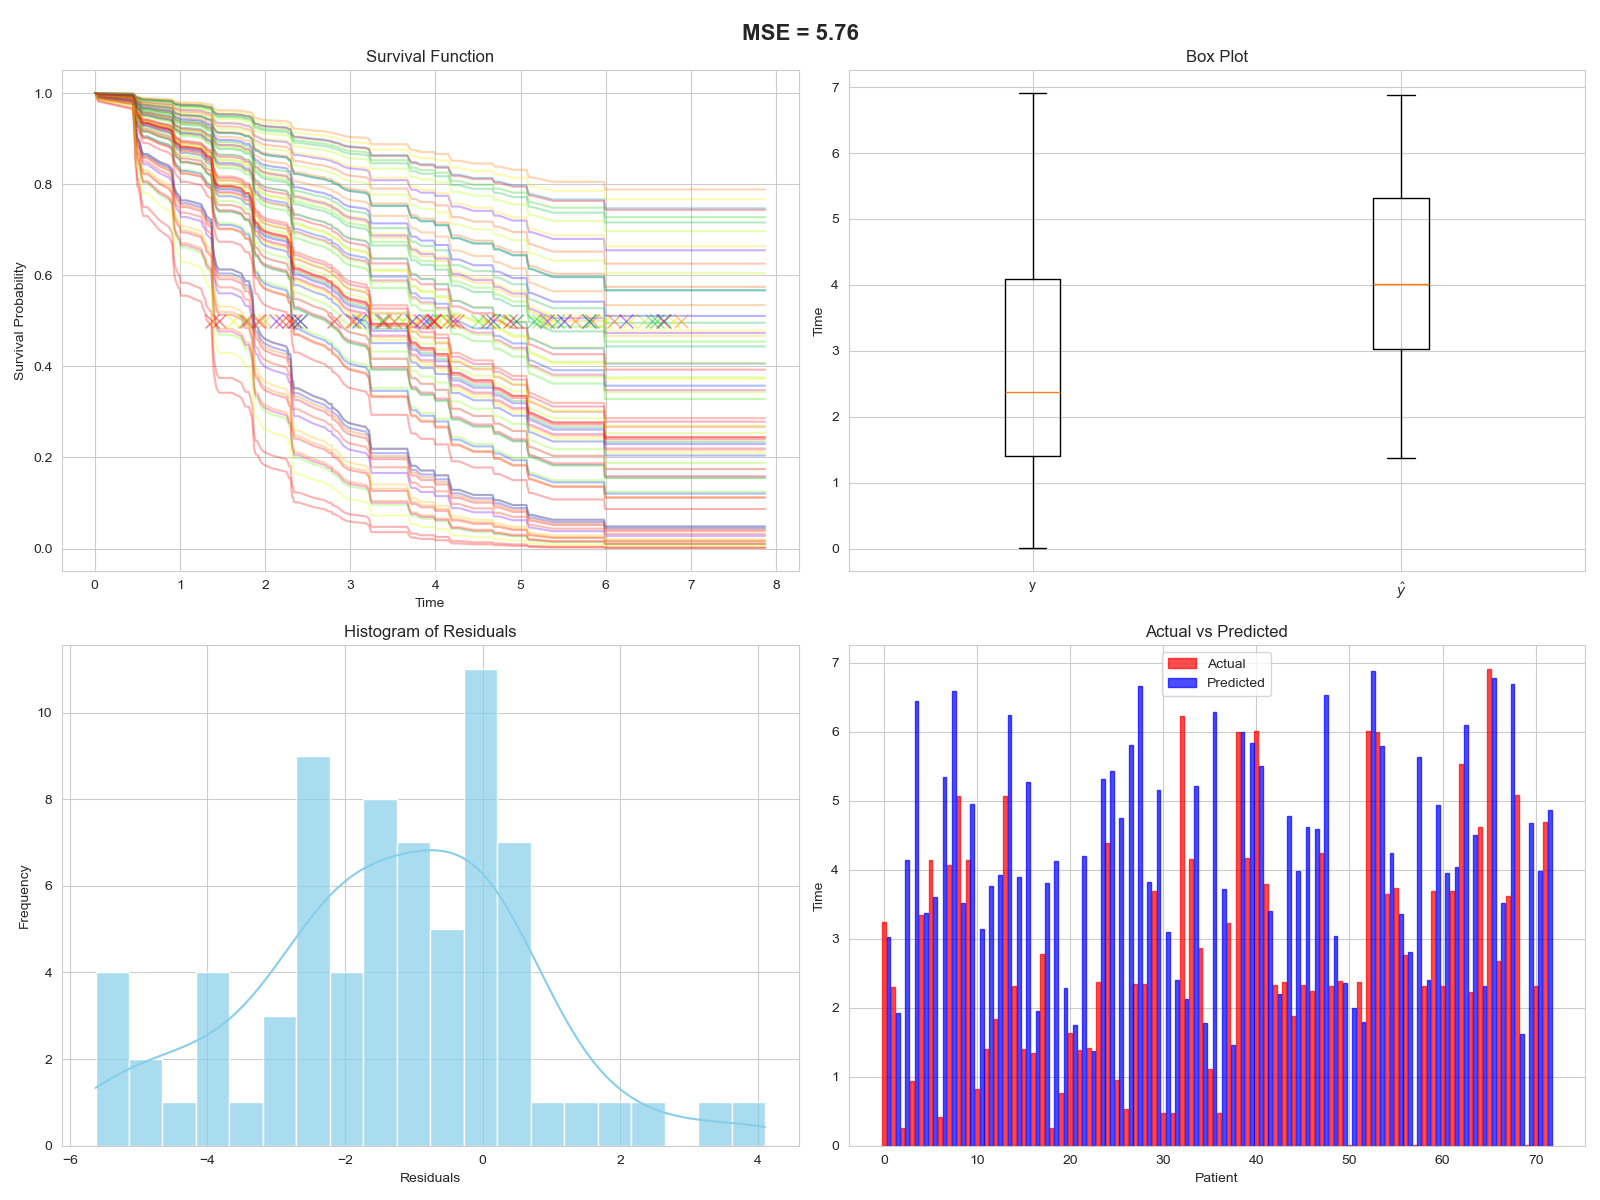 MSE = 5.76
Survival Function
Survival Probability
1.0
0.8
0.6
0.4
0.2
0.0
0 1 2 3 4 5 6 7 8
Time
Box Plot
Time
7
6
5
4
3
2
1
0
y ŷ
Histogram of Residuals
Frequency
10
8
6
4
2
0
−6 −4 −2 0 2 4
Residuals
Actual vs Predicted
Actual
Predicted
Time
7
6
5
4
3
2
1
0
0 10 20 30 40 50 60 70
Patient